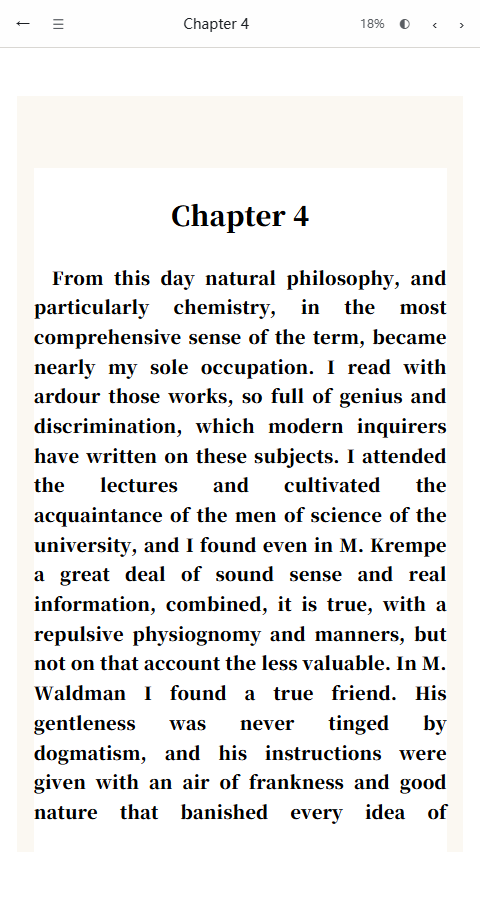 Chapter 4
18%
Chapter 4
From this day natural philosophy, and
particularly chemistry, in the most
comprehensive sense of the term, became
nearly my sole occupation. I read with
ardour those works, so full of genius and
discrimination, which modern inquirers
have written on these subjects. I attended
the lectures and cultivated the
acquaintance of the men of science of the
university, and I found even in M. Krempe
a great deal of sound sense and real
information, combined, it is true, with a
repulsive physiognomy and manners, but
not on that account the less valuable. In M.
Waldman I found a true friend. His
gentleness was never tinged by
dogmatism, and his instructions were
given with an air of frankness and good
nature that banished every idea of